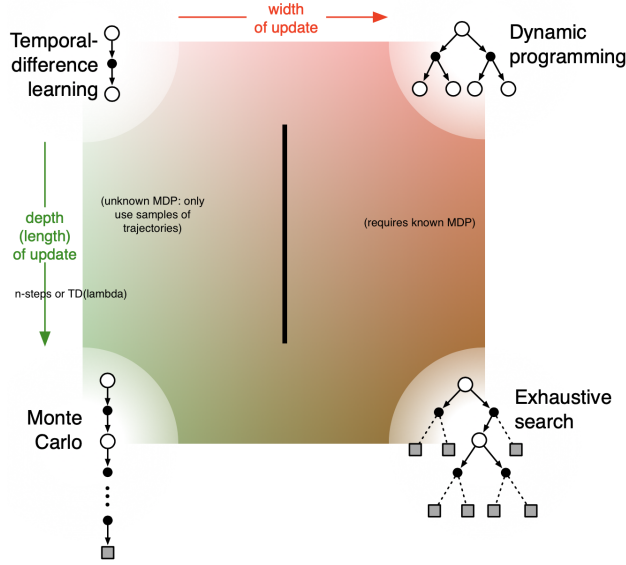 width
of update
Temporal-
difference
learning
Dynamic
programming
(unknown MDP: only
use samples of
trajectories)
(requires known MDP)
depth
(length)
of update
n-steps or TD(lambda)
Monte
Carlo
Exhaustive
search